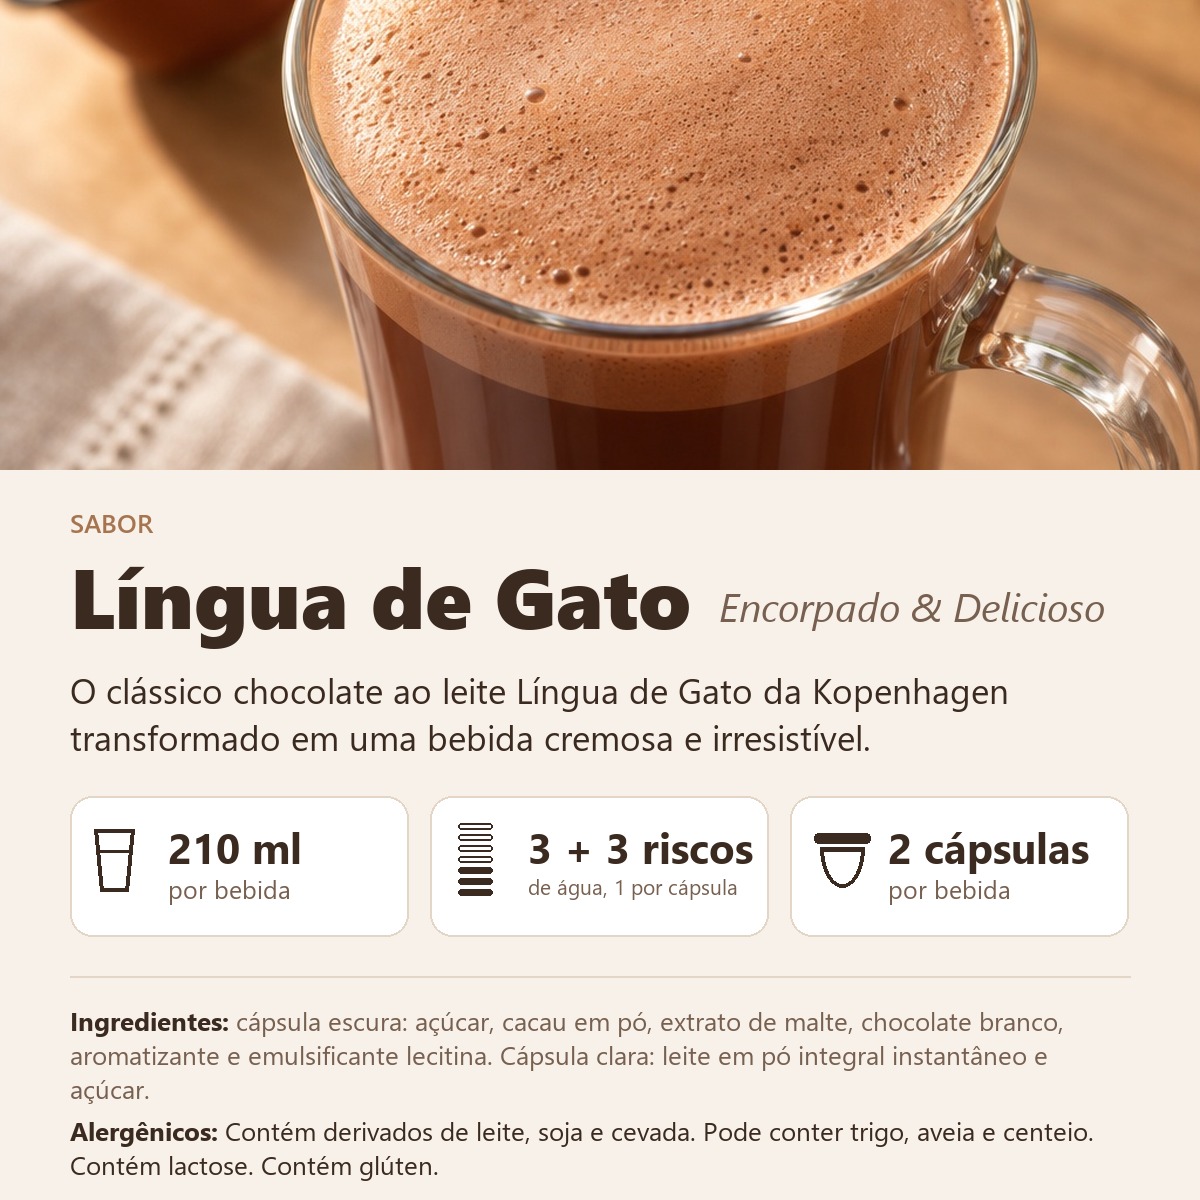 SABOR
Língua de Gato Encorpado & Delicioso
O clássico chocolate ao leite Língua de Gato da Kopenhagen
transformado em uma bebida cremosa e irresistível.
210 ml
por bebida
3 + 3 riscos
de água, 1 por cápsula
2 cápsulas
por bebida
Ingredientes: cápsula escura: açúcar, cacau em pó, extrato de malte, chocolate branco,
aromatizante e emulsificante lecitina. Cápsula clara: leite em pó integral instantâneo e
açúcar.
Alergênicos: Contém derivados de leite, soja e cevada. Pode conter trigo, aveia e centeio.
Contém lactose. Contém glúten.